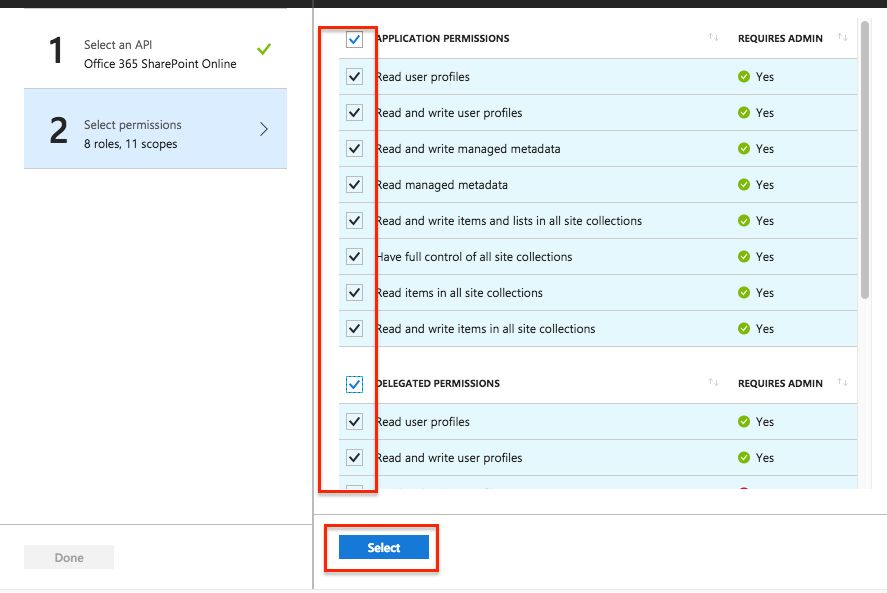 1
Select an API
Office 365 SharePoint Online
2
Select permissions
8 roles, 11 scopes
Done
APPLICATION PERMISSIONS REQUIRES ADMIN
Read user profiles Yes
Read and write user profiles Yes
Read and write managed metadata Yes
Read managed metadata Yes
Read and write items and lists in all site collections Yes
Have full control of all site collections Yes
Read items in all site collections Yes
Read and write items in all site collections Yes
DELEGATED PERMISSIONS REQUIRES ADMIN
Read user profiles Yes
Read and write user profiles Yes
Select